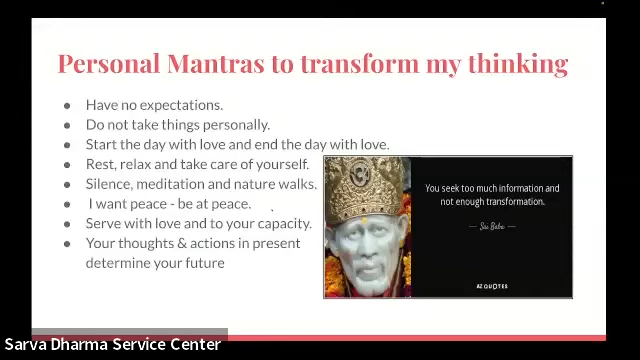 Personal Mantras to transform my thinking
● Have no expectations.
● Do not take things personally.
● Start the day with love and end the day with love.
● Rest, relax and take care of yourself.
● Silence, meditation and nature walks.
● I want peace - be at peace.
● Serve with love and to your capacity.
● Your thoughts & actions in present
determine your future
You seek too much information and
not enough transformation.
— Sai Baba —
AZ QUOTES
Sarva Dharma Service Center